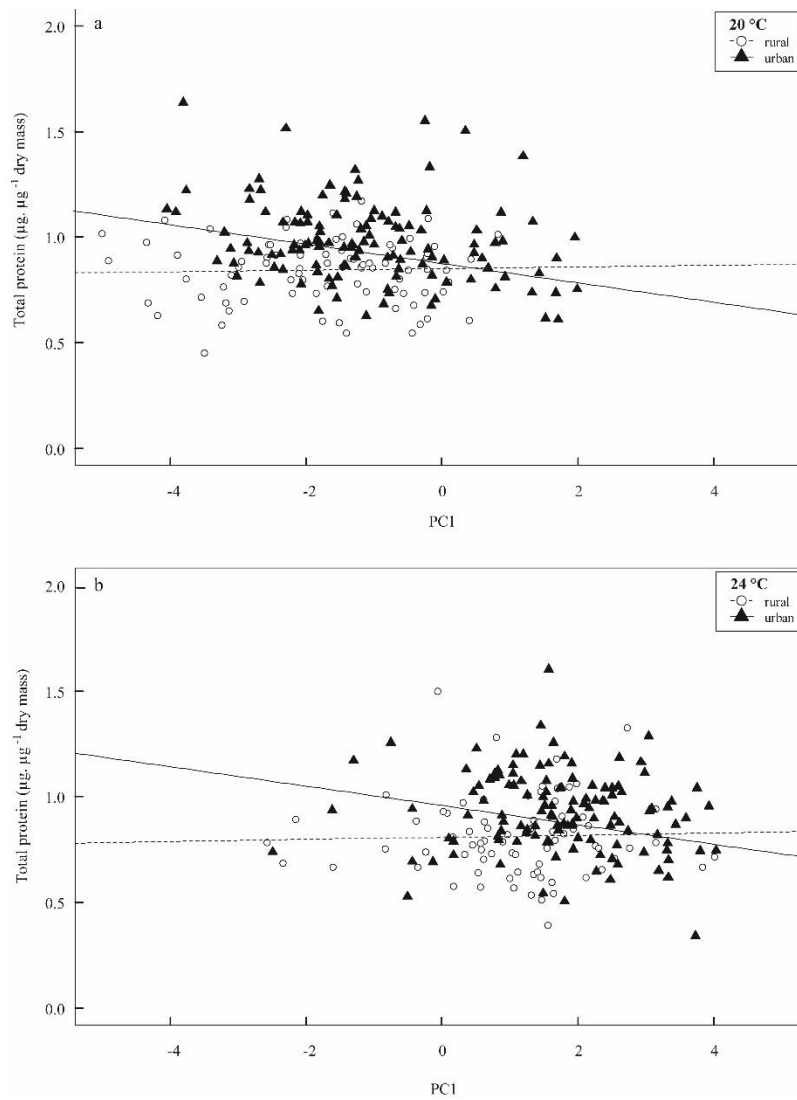 a
20 °C
rural
urban
Total protein (µg. µg⁻¹ dry mass)
2.0
1.5
1.0
0.5
0.0
-4 -2 0 2 4
PC1
b
24 °C
rural
urban
Total protein (µg. µg⁻¹ dry mass)
2.0
1.5
1.0
0.5
0.0
-4 -2 0 2 4
PC1